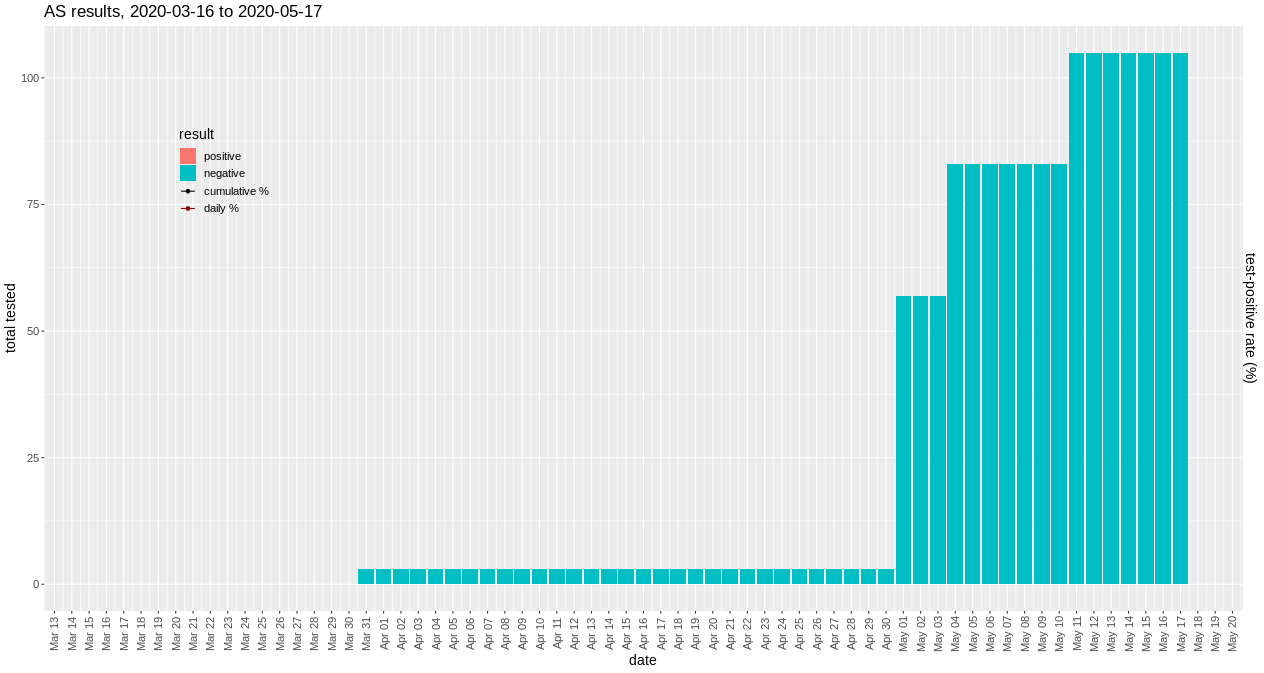 AS results, 2020-03-16 to 2020-05-17
total tested
100
75
50
25
0
result
positive
negative
cumulative %
daily %
test-positive rate (%)
Mar 13
Mar 14
Mar 15
Mar 16
Mar 17
Mar 18
Mar 19
Mar 20
Mar 21
Mar 22
Mar 23
Mar 24
Mar 25
Mar 26
Mar 27
Mar 28
Mar 29
Mar 30
Mar 31
Apr 01
Apr 02
Apr 03
Apr 04
Apr 05
Apr 06
Apr 07
Apr 08
Apr 09
Apr 10
Apr 11
Apr 12
Apr 13
Apr 14
Apr 15
Apr 16
Apr 17
Apr 18
Apr 19
Apr 20
Apr 21
Apr 22
Apr 23
Apr 24
Apr 25
Apr 26
Apr 27
Apr 28
Apr 29
Apr 30
May 01
May 02
May 03
May 04
May 05
May 06
May 07
May 08
May 09
May 10
May 11
May 12
May 13
May 14
May 15
May 16
May 17
May 18
May 19
May 20
date